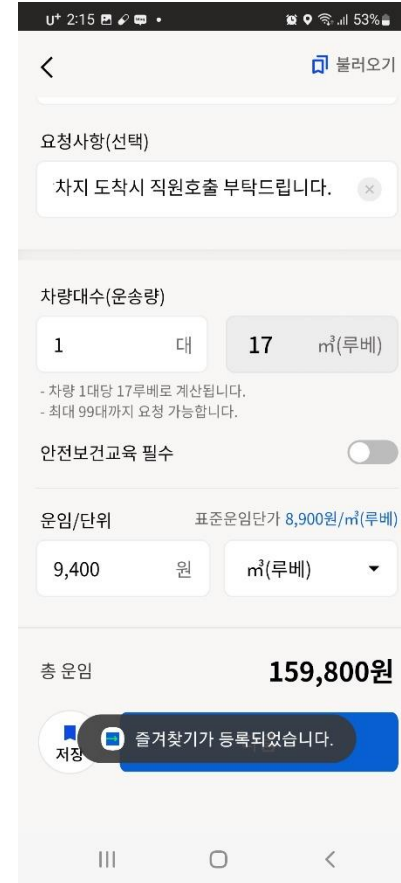 U+ 2:15
53%
불러오기
요청사항(선택)
차지 도착시 직원호출 부탁드립니다.
차량대수(운송량)
1 대 17 m³(루베)
- 차량 1대당 17루베로 계산됩니다.
- 최대 99대까지 요청 가능합니다.
안전보건교육 필수
운임/단위 표준운임단가 8,900원/m³(루베)
9,400 원 m³(루베)
총 운임 159,800원
즐겨찾기가 등록되었습니다.
저장